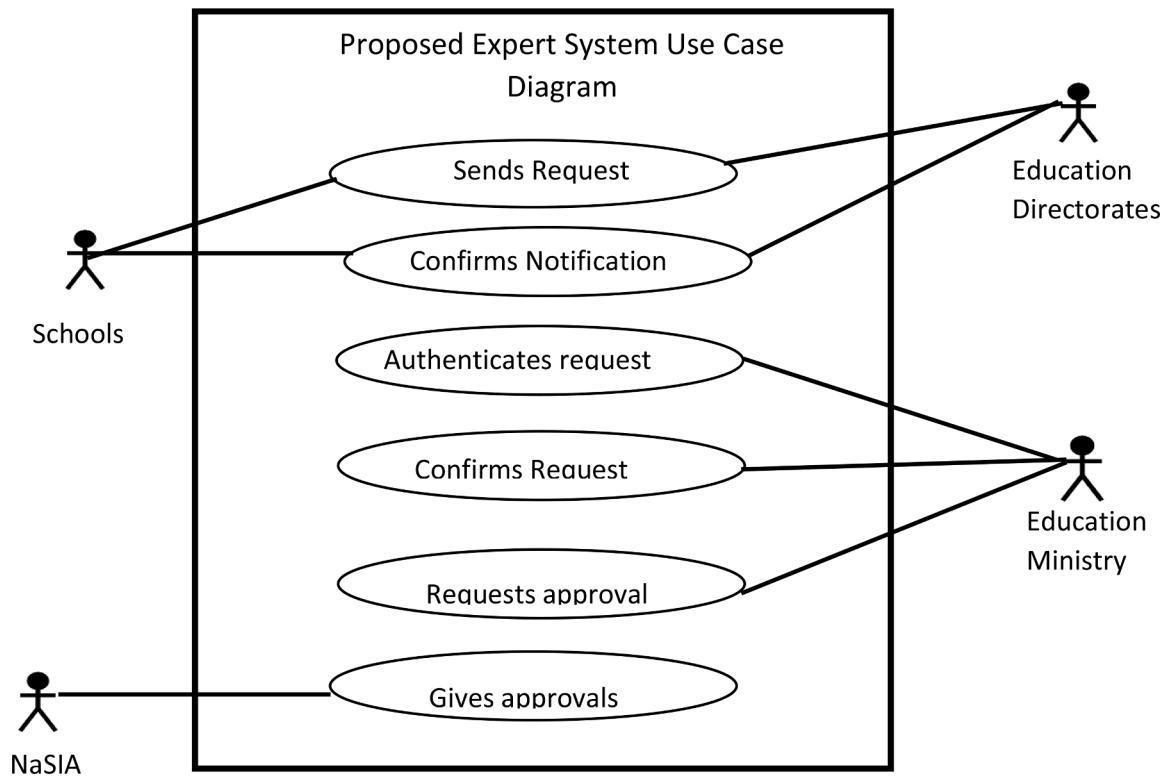 Proposed Expert System Use Case
Diagram
Sends Request
Education
Directorates
Confirms Notification
Schools
Authenticates request
Confirms Request
Education
Ministry
Requests approval
Gives approvals
NaSIA